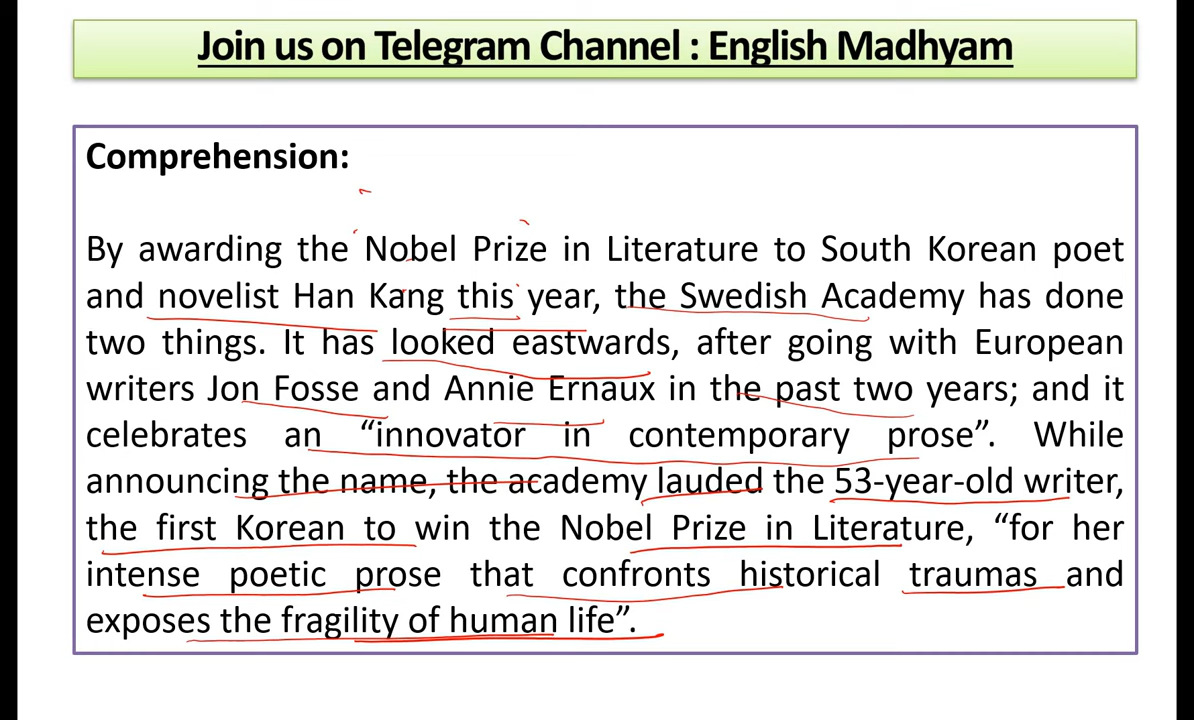 Join us on Telegram Channel : English Madhyam
Comprehension:
By awarding the Nobel Prize in Literature to South Korean poet
and novelist Han Kang this year, the Swedish Academy has done
two things. It has looked eastwards, after going with European
writers Jon Fosse and Annie Ernaux in the past two years; and it
celebrates an “innovator in contemporary prose”. While
announcing the name, the academy lauded the 53-year-old writer,
the first Korean to win the Nobel Prize in Literature, “for her
intense poetic prose that confronts historical traumas and
exposes the fragility of human life”.